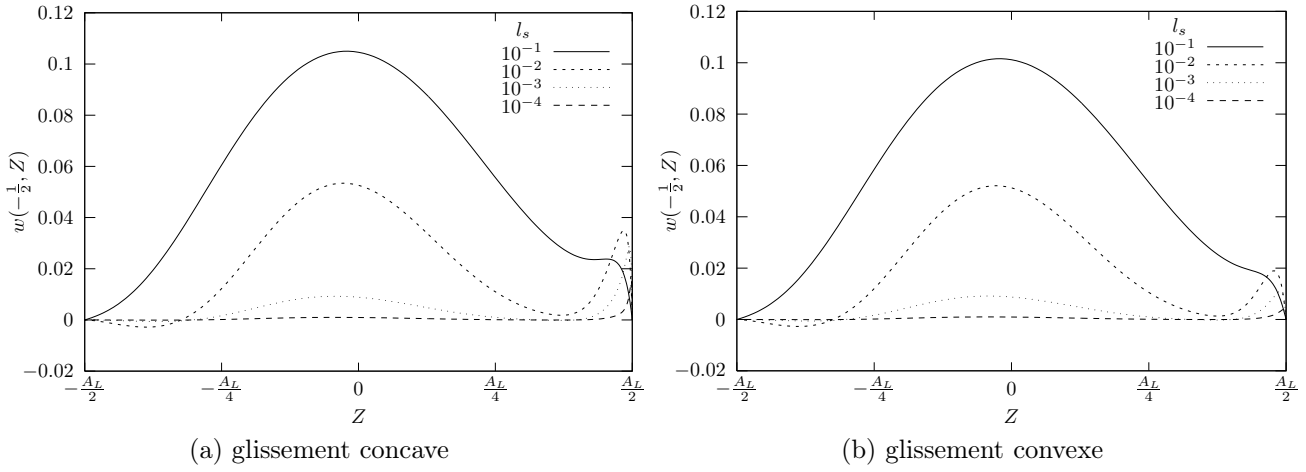 w(−1/2, Z)
0.12
0.1
0.08
0.06
0.04
0.02
0
−0.02
−A_L/2
−A_L/4
0
A_L/4
A_L/2
Z
l_s
10⁻¹
10⁻²
10⁻³
10⁻⁴
(a) glissement concave
w(−1/2, Z)
0.12
0.1
0.08
0.06
0.04
0.02
0
−0.02
−A_L/2
−A_L/4
0
A_L/4
A_L/2
Z
l_s
10⁻¹
10⁻²
10⁻³
10⁻⁴
(b) glissement convexe